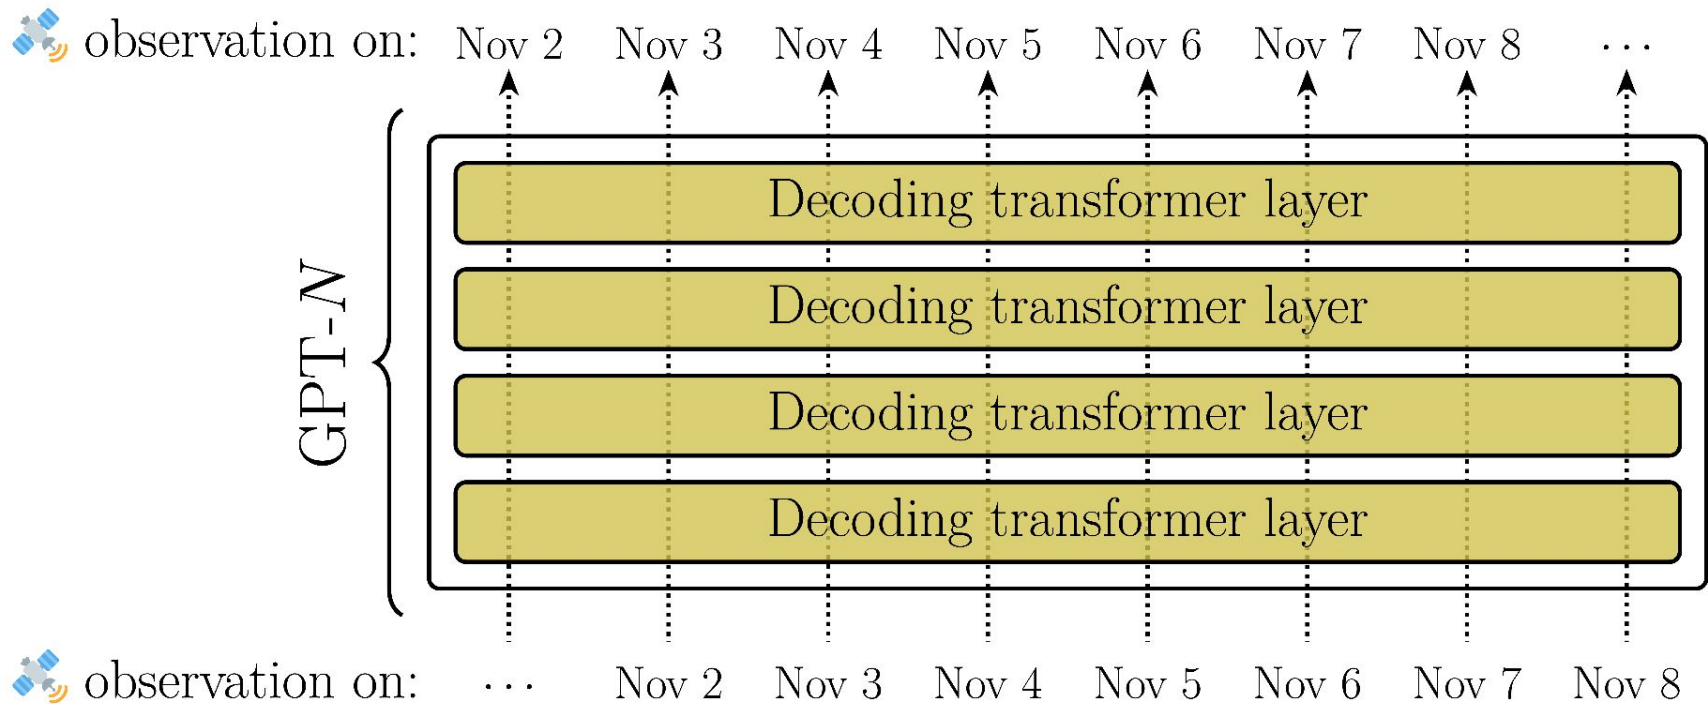 observation on: Nov 2 Nov 3 Nov 4 Nov 5 Nov 6 Nov 7 Nov 8 ...
GPT-N
Decoding transformer layer
Decoding transformer layer
Decoding transformer layer
Decoding transformer layer
observation on: ... Nov 2 Nov 3 Nov 4 Nov 5 Nov 6 Nov 7 Nov 8